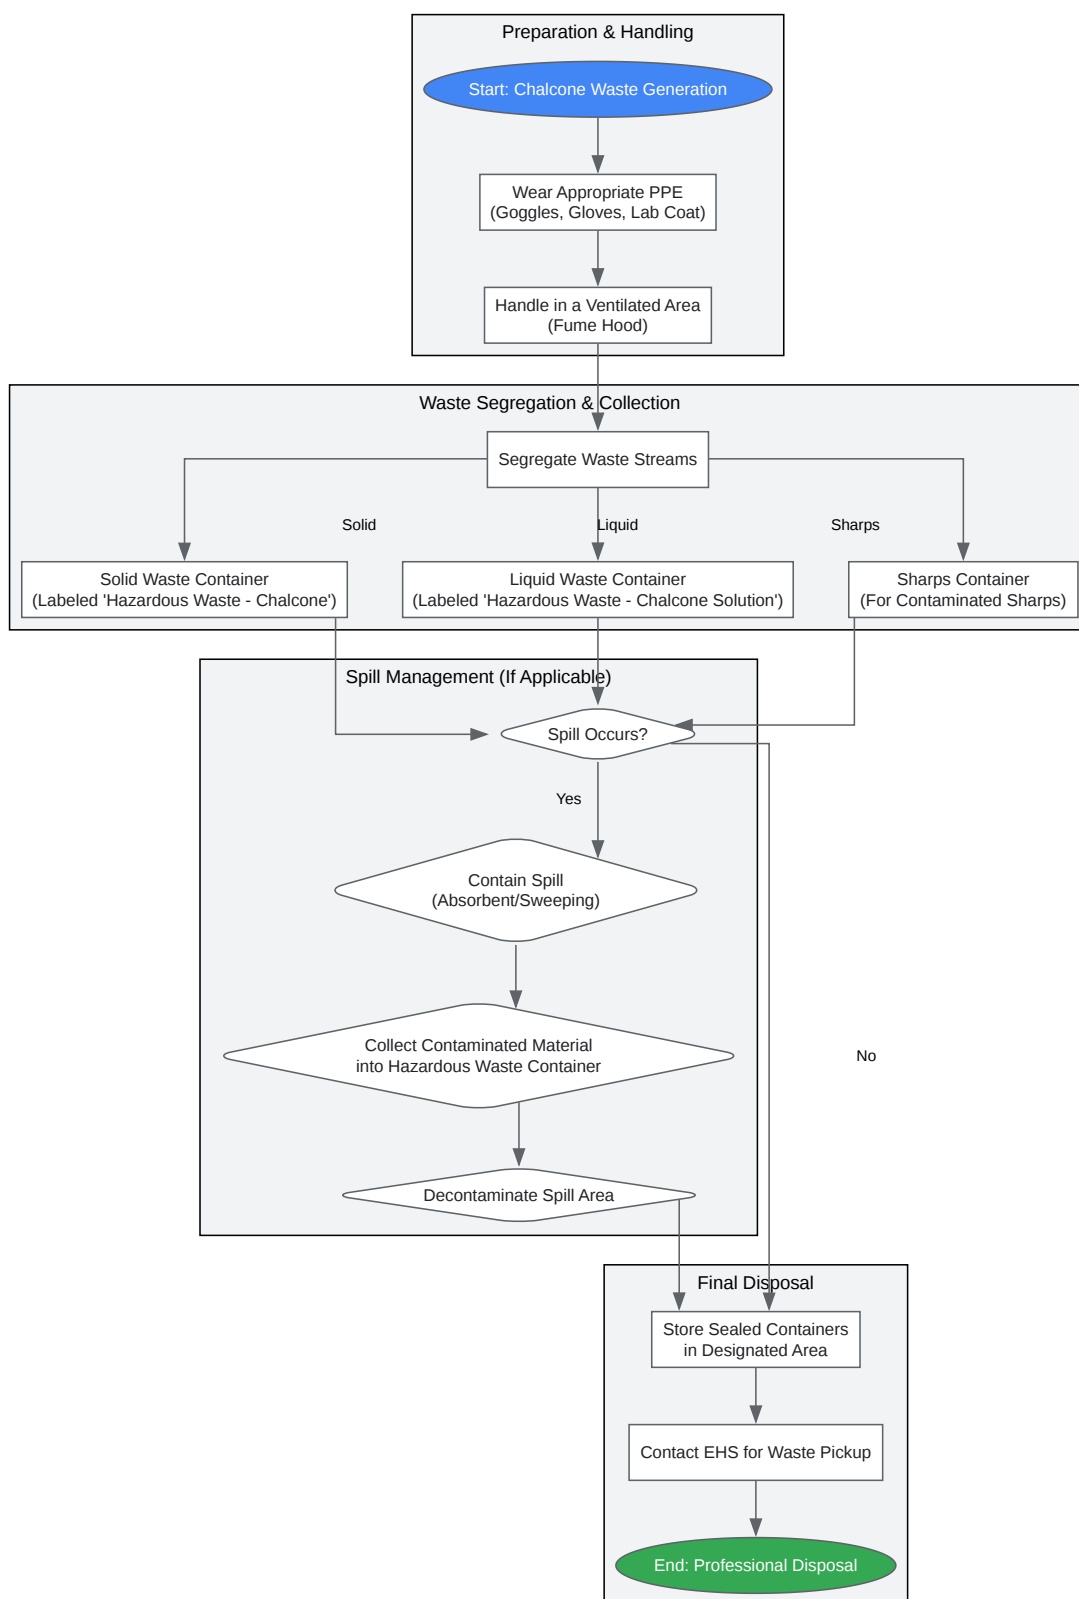 Preparation & Handling
Start: Chalcone Waste Generation
Wear Appropriate PPE
(Goggles, Gloves, Lab Coat)
Handle in a Ventilated Area
(Fume Hood)
Waste Segregation & Collection
Segregate Waste Streams
Solid
Liquid
Sharps
Solid Waste Container
(Labeled 'Hazardous Waste - Chalcone')
Liquid Waste Container
(Labeled 'Hazardous Waste - Chalcone Solution')
Sharps Container
(For Contaminated Sharps)
Spill Management (If Applicable)
Spill Occurs?
Yes
Contain Spill
(Absorbent/Sweeping)
Collect Contaminated Material
into Hazardous Waste Container
No
Decontaminate Spill Area
Final Disposal
Store Sealed Containers
in Designated Area
Contact EHS for Waste Pickup
End: Professional Disposal